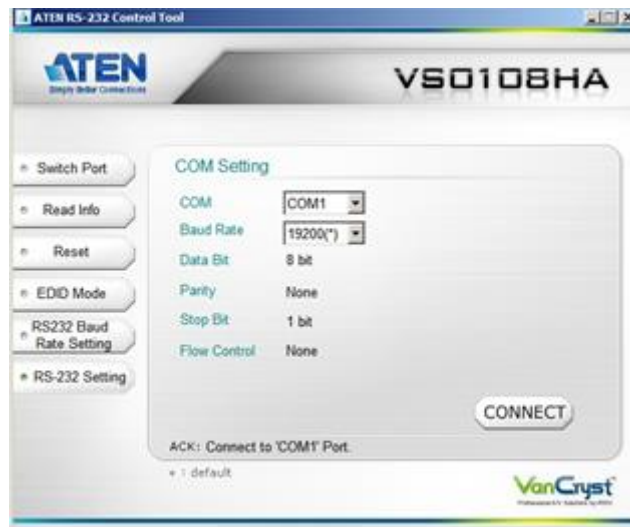 ATEN RS-232 Control Tool
ATEN
Simply Better Connections
VS0108HA
Switch Port
Read Info
Reset
EDID Mode
RS232 Baud
Rate Setting
RS-232 Setting
COM Setting
COM COM1
Baud Rate 19200(*)
Data Bit 8 bit
Parity None
Stop Bit 1 bit
Flow Control None
CONNECT
ACK: Connect to 'COM1' Port.
* : default
VanCryst